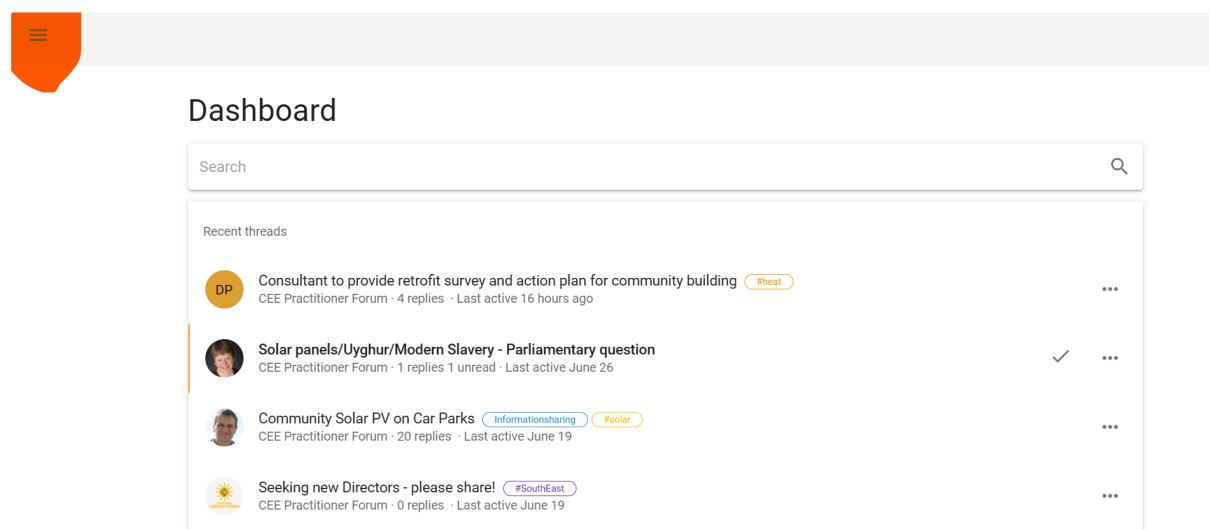 Dashboard
Search
Recent threads
DP
Consultant to provide retrofit survey and action plan for community building #heat
CEE Practitioner Forum · 4 replies · Last active 16 hours ago
Solar panels/Uyghur/Modern Slavery - Parliamentary question
CEE Practitioner Forum · 1 replies 1 unread · Last active June 26
Community Solar PV on Car Parks Informationsharing #solar
CEE Practitioner Forum · 20 replies · Last active June 19
Seeking new Directors - please share! #SouthEast
CEE Practitioner Forum · 0 replies · Last active June 19